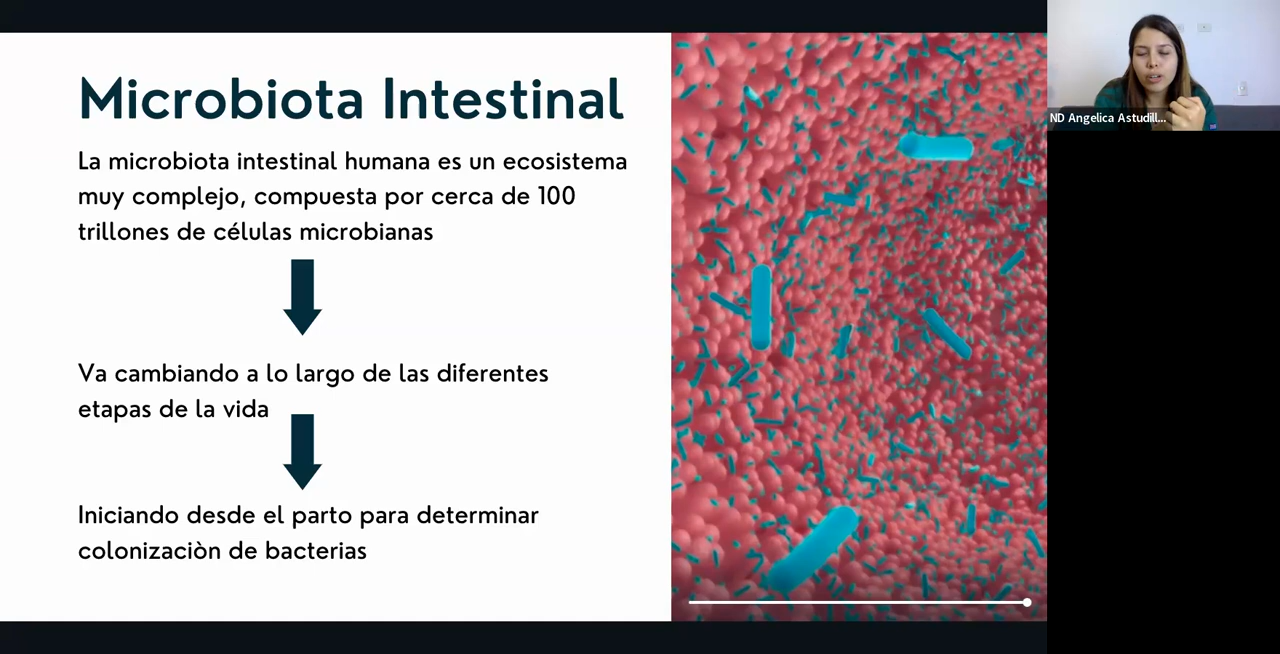 Microbiota Intestinal
La microbiota intestinal humana es un ecosistema
muy complejo, compuesta por cerca de 100
trillones de células microbianas
Va cambiando a lo largo de las diferentes
etapas de la vida
Iniciando desde el parto para determinar
colonizaciòn de bacterias
ND Angelica Astudill...